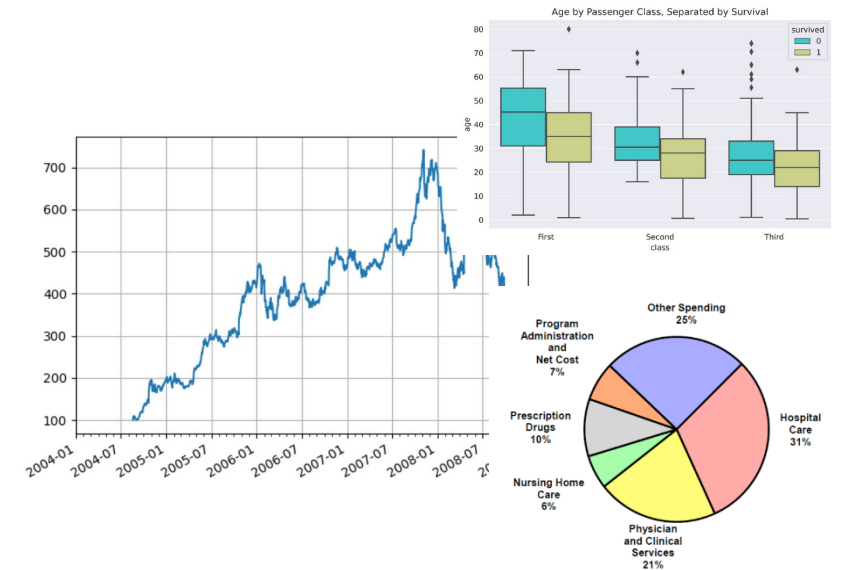 Age by Passenger Class, Separated by Survival
survived
0
1
80
70
60
50
40
30
20
10
0
age
First Second Third
class
700
600
500
400
300
200
100
2004-01 2004-07 2005-01 2005-07 2006-01 2006-07 2007-01 2007-07 2008-01 2008-07
Other Spending
25%
Program
Administration
and
Net Cost
7%
Prescription
Drugs
10%
Hospital
Care
31%
Nursing Home
Care
6%
Physician
and Clinical
Services
21%